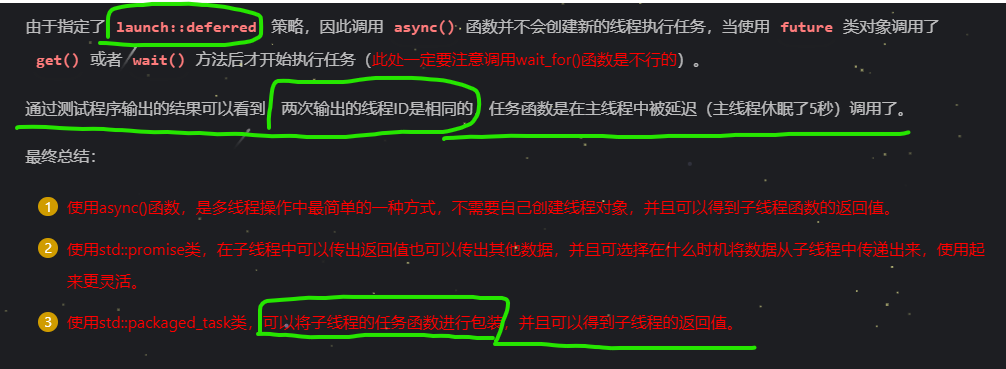 由于指定了 launch::deferred 策略，因此调用 async() 函数并不会创建新的线程执行任务，当使用 future 类对象调用了
get() 或者 wait() 方法后才开始执行任务（此处一定要注意调用wait_for()函数是不行的）。
通过测试程序输出的结果可以看到 两次输出的线程ID是相同的 任务函数是在主线程中被延迟（主线程休眠了5秒）调用了。
最终总结：
1 使用async()函数，是多线程操作中最简单的一种方式，不需要自己创建线程对象，并且可以得到子线程函数的返回值。
2 使用std::promise类，在子线程中可以传出返回值也可以传出其他数据，并且可选择在什么时机将数据从子线程中传递出来，使用起
来更灵活。
3 使用std::packaged_task类，可以将子线程的任务函数进行包装，并且可以得到子线程的返回值。